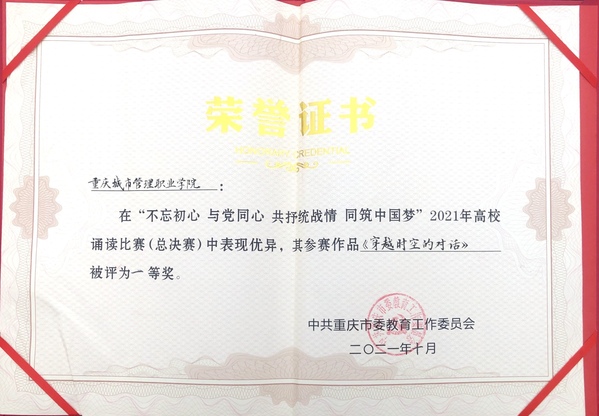 荣誉证书
重庆城市管理职业学院：
在“不忘初心 与党同心 共抒统战情 同筑中国梦”2021年高校
诵读比赛(总决赛)中表现优异，其参赛作品《穿越时空的对话》
被评为一等奖。
中共重庆市委教育工作委员会
二〇二一年十月